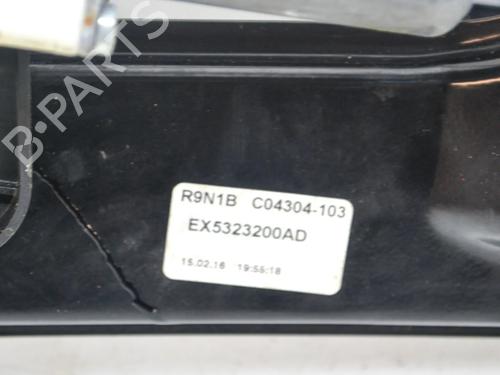 B-PARTS
R9N1B C04304-103
EX5323200AD
15.02.16 19:55:18